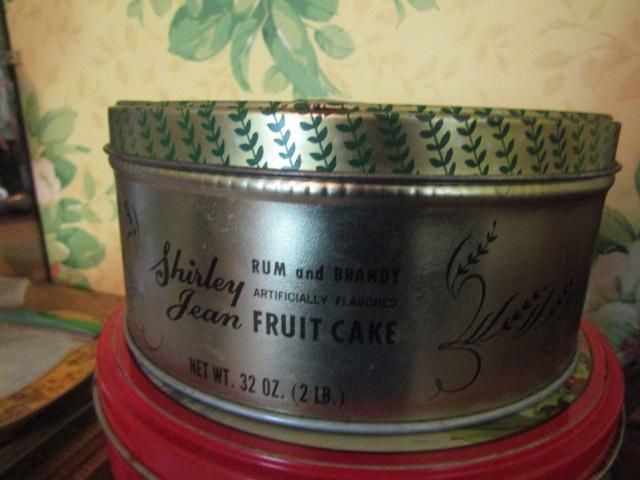 Shirley Jean
RUM and BRANDY
ARTIFICIALLY FLAVORED
FRUIT CAKE
NET WT. 32 OZ. (2 LB.)